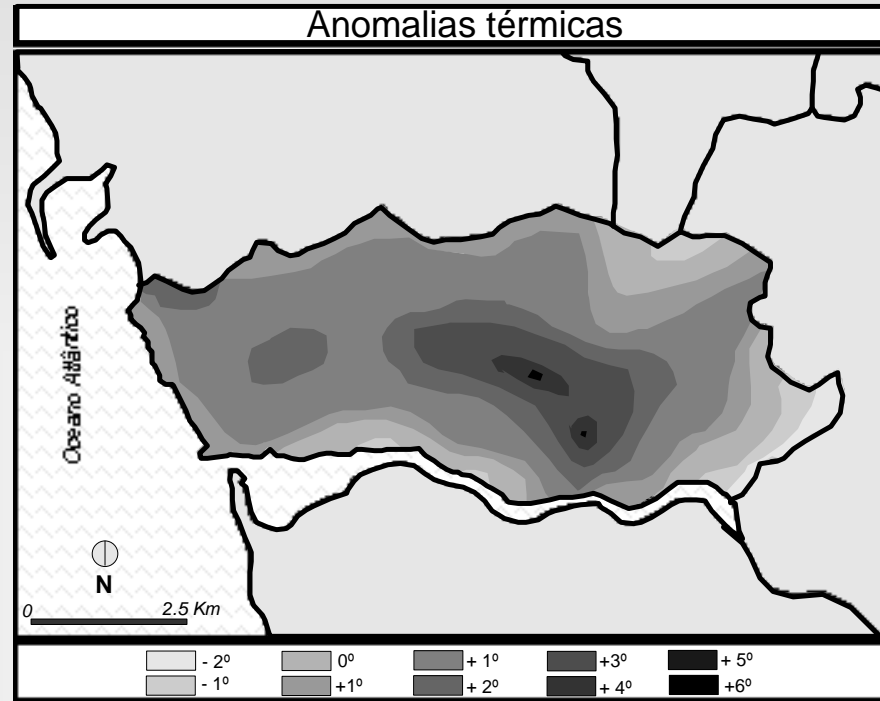 Anomalias térmicas
Oceano Atlântico
N
0 2.5 Km
- 2º 0º + 1º +3º + 5º
- 1º +1º + 2º + 4º +6º